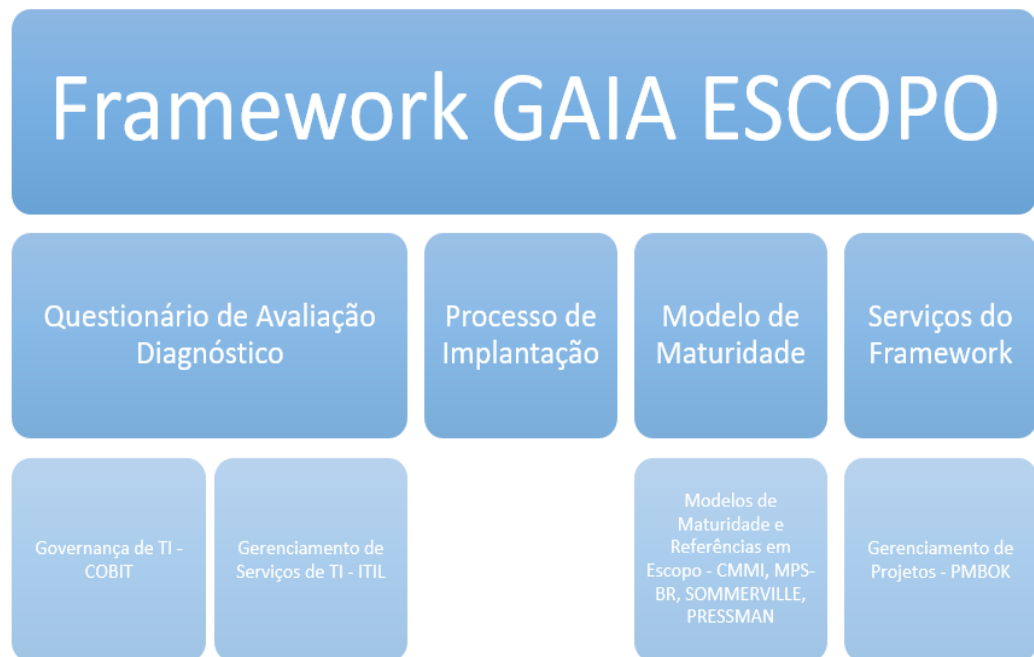 Framework GAIA ESCOPO
Questionário de Avaliação
Diagnóstico
Processo de
Implantação
Modelo de
Maturidade
Serviços do
Framework
Governança de TI -
COBIT
Gerenciamento de
Serviços de TI - ITIL
Modelos de
Maturidade e
Referências em
Escopo - CMMI, MPS-
BR, SOMMERVILLE,
PRESSMAN
Gerenciamento de
Projetos - PMBOK